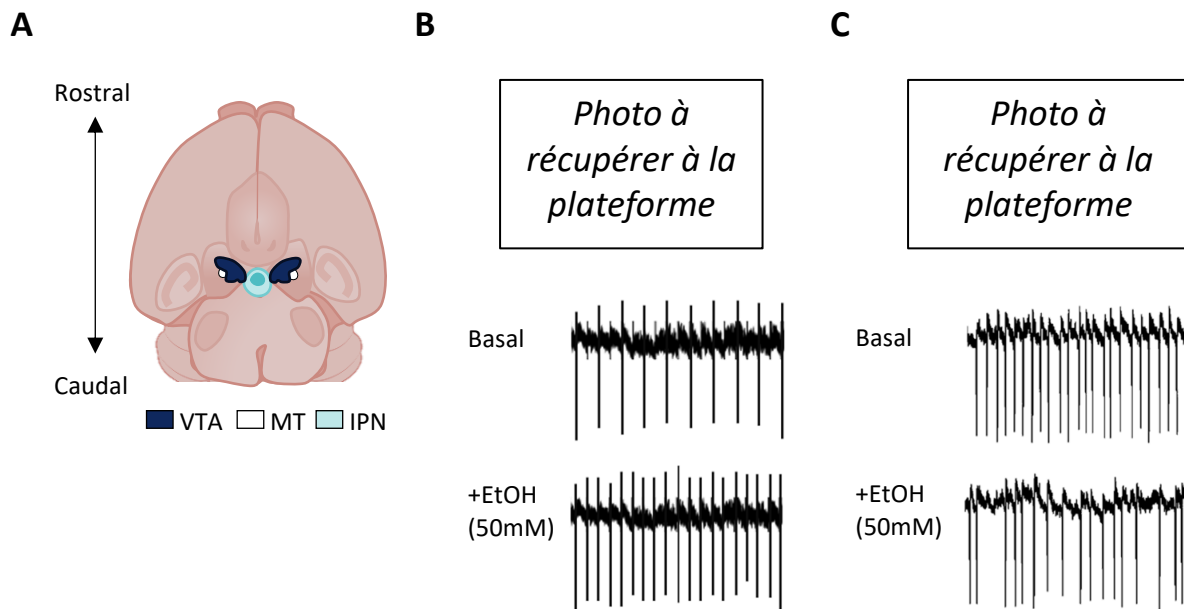 A
B
C
Rostral
Caudal
VTA MT IPN
Photo à
récupérer à la
plateforme
Basal
+EtOH
(50mM)
Photo à
récupérer à la
plateforme
Basal
+EtOH
(50mM)